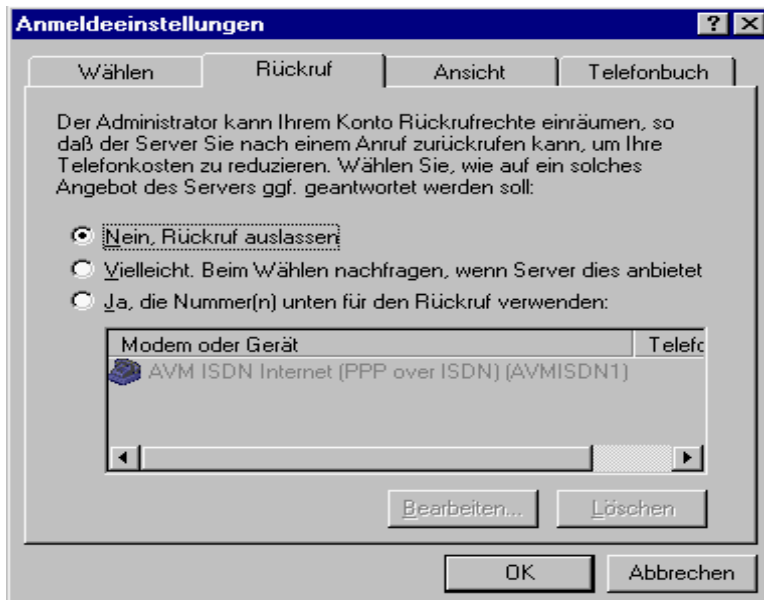 Anmeldeeinstellungen
Wählen Rückruf Ansicht Telefonbuch
Der Administrator kann Ihrem Konto Rückrufrechte einräumen, so
daß der Server Sie nach einem Anruf zurückrufen kann, um Ihre
Telefonkosten zu reduzieren. Wählen Sie, wie auf ein solches
Angebot des Servers ggf. geantwortet werden soll:
Nein, Rückruf auslassen
Vielleicht. Beim Wählen nachfragen, wenn Server dies anbietet
Ja, die Nummer(n) unten für den Rückruf verwenden:
Modem oder Gerät Telefo
AVM ISDN Internet (PPP over ISDN) (AVMISDN1)
Bearbeiten... Löschen
OK Abbrechen